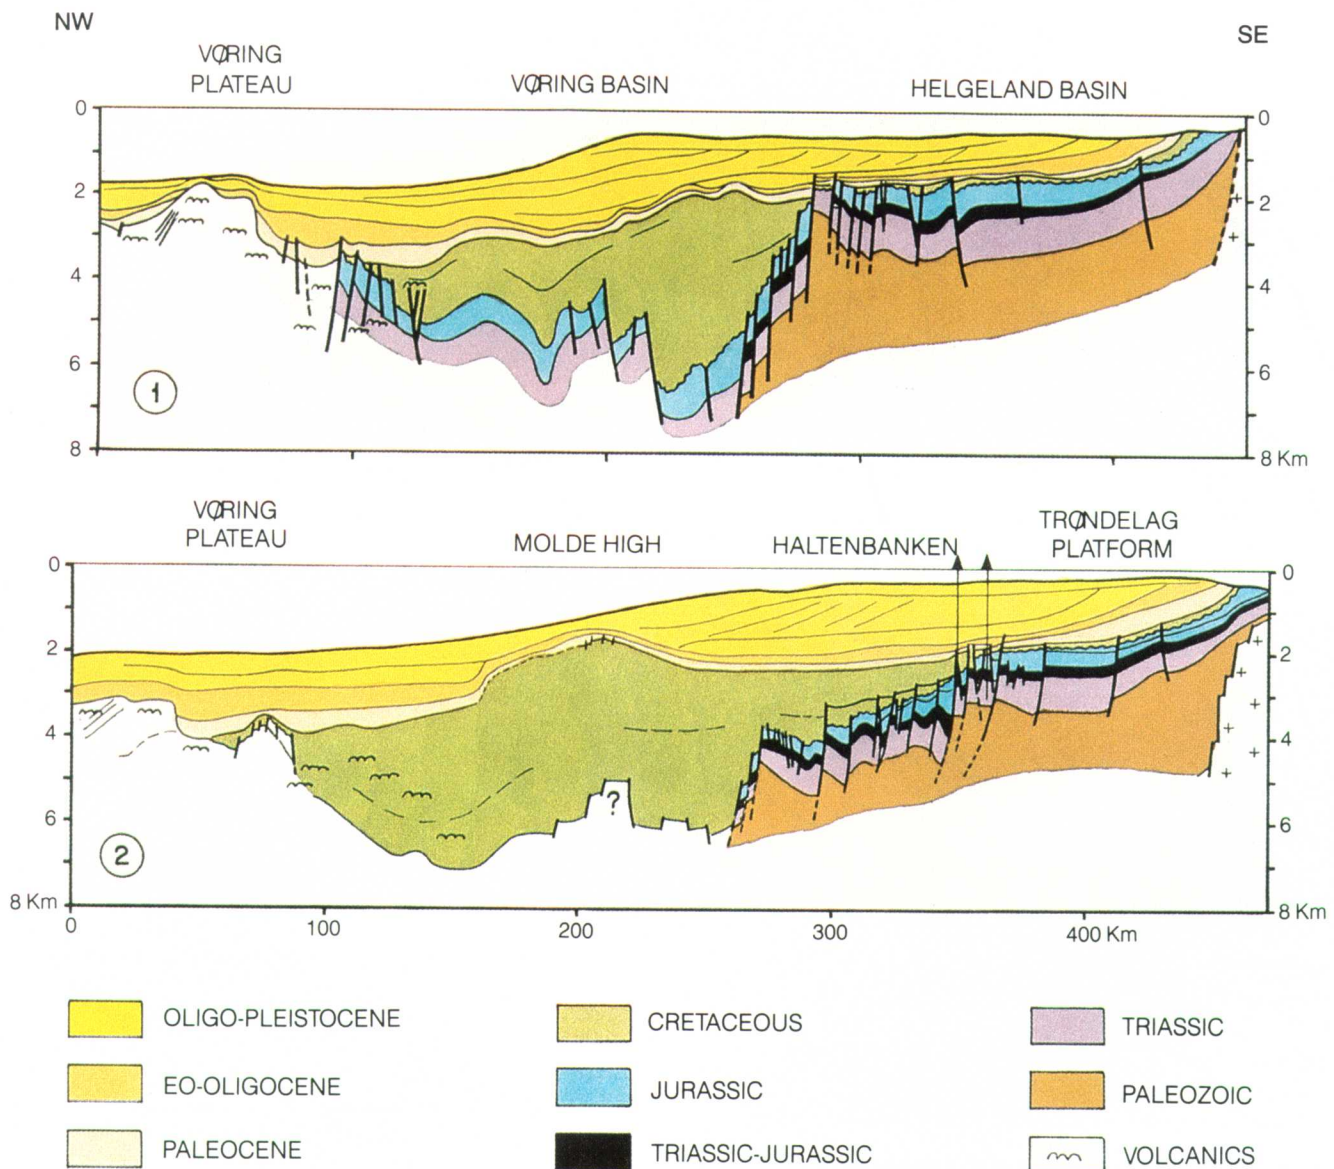 NW
SE
VØRING
PLATEAU
VØRING BASIN
HELGELAND BASIN
0
2
4
6
8
0
2
4
6
8 Km
1
VØRING
PLATEAU
MOLDE HIGH
HALTENBANKEN
TRØNDELAG
PLATFORM
0
2
4
6
8 Km
0
2
4
6
8 Km
?
2
0
100
200
300
400 Km
OLIGO-PLEISTOCENE
EO-OLIGOCENE
PALEOCENE
CRETACEOUS
JURASSIC
TRIASSIC-JURASSIC
TRIASSIC
PALEOZOIC
VOLCANICS